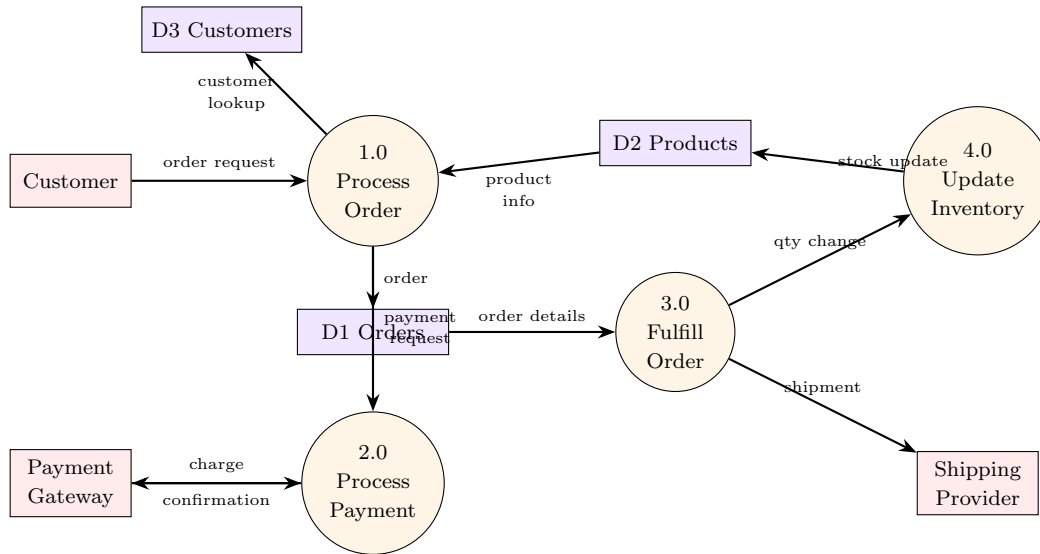 D3 Customers
customer
lookup
Customer
order request
1.0
Process
Order
product
info
D2 Products
stock update
4.0
Update
Inventory
order
D1 Orders
payment
request
order details
3.0
Fulfill
Order
qty change
shipment
Payment
Gateway
charge
confirmation
2.0
Process
Payment
Shipping
Provider